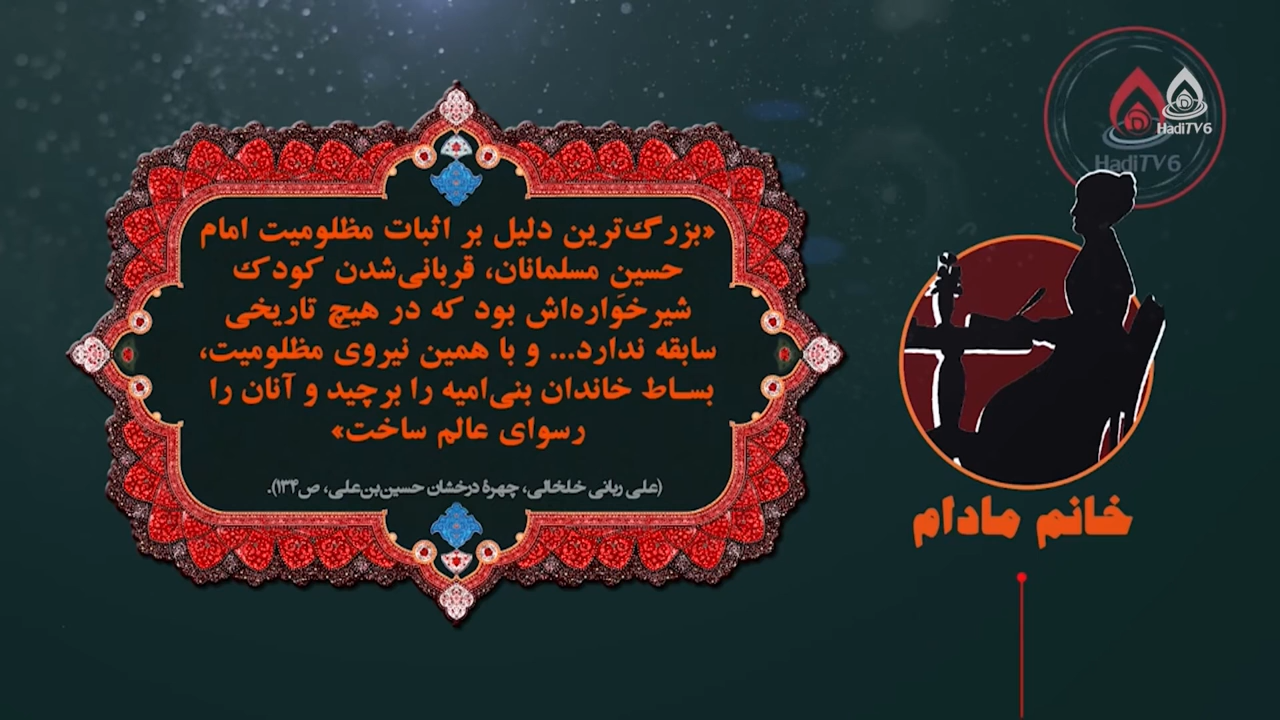 HadiTV6
HadiTV6
«بزرگ‌ترین دلیل بر اثبات مظلومیت امام
حسین مسلمانان، قربانی‌شدن کودک
شیرخَواره‌اش بود که در هیچ تاریخی
سابقه ندارد... و با همین نیروی مظلومیت،
بساط خاندان بنی‌امیه را برچید و آنان را
رسوای عالم ساخت»
(علی ربانی خلخالی، چهرهٔ درخشان حسین‌بن‌علی، ص۱۳۴).
خانم مادام